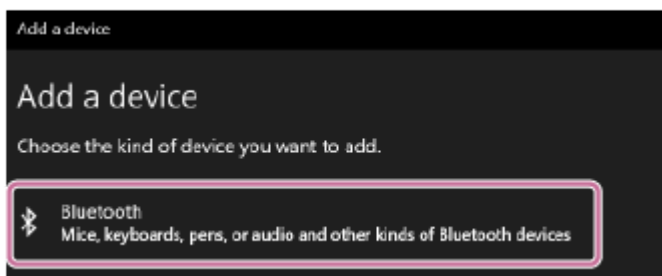 Add a device
Add a device
Choose the kind of device you want to add.
Bluetooth
Mice, keyboards, pens, or audio and other kinds of Bluetooth devices